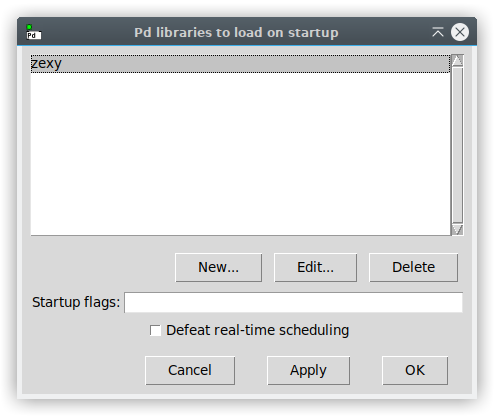 Pd
Pd libraries to load on startup
zexy
New... Edit... Delete
Startup flags:
Defeat real-time scheduling
Cancel Apply OK